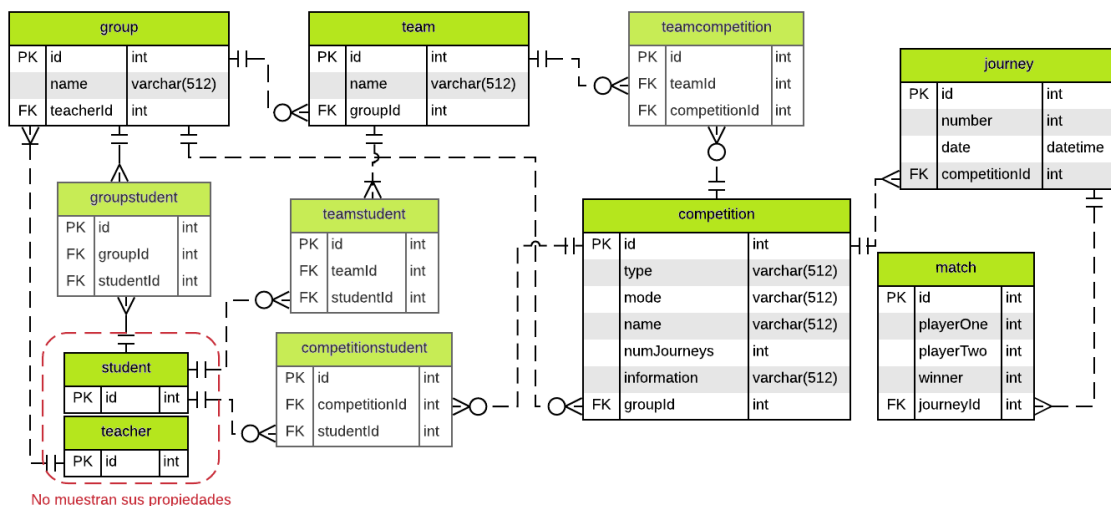 group
PK id int
name varchar(512)
FK teacherId int
team
PK id int
name varchar(512)
FK groupId int
teamcompetition
PK id int
FK teamId int
FK competitionId int
journey
PK id int
number int
date datetime
FK competitionId int
groupstudent
PK id int
FK groupId int
FK studentId int
teamstudent
PK id int
FK teamId int
FK studentId int
competition
PK id int
type varchar(512)
mode varchar(512)
name varchar(512)
numJourneys int
information varchar(512)
FK groupId int
match
PK id int
playerOne int
playerTwo int
winner int
FK journeyId int
competitionstudent
PK id int
FK competitionId int
FK studentId int
student
PK id int
teacher
PK id int
No muestran sus propiedades